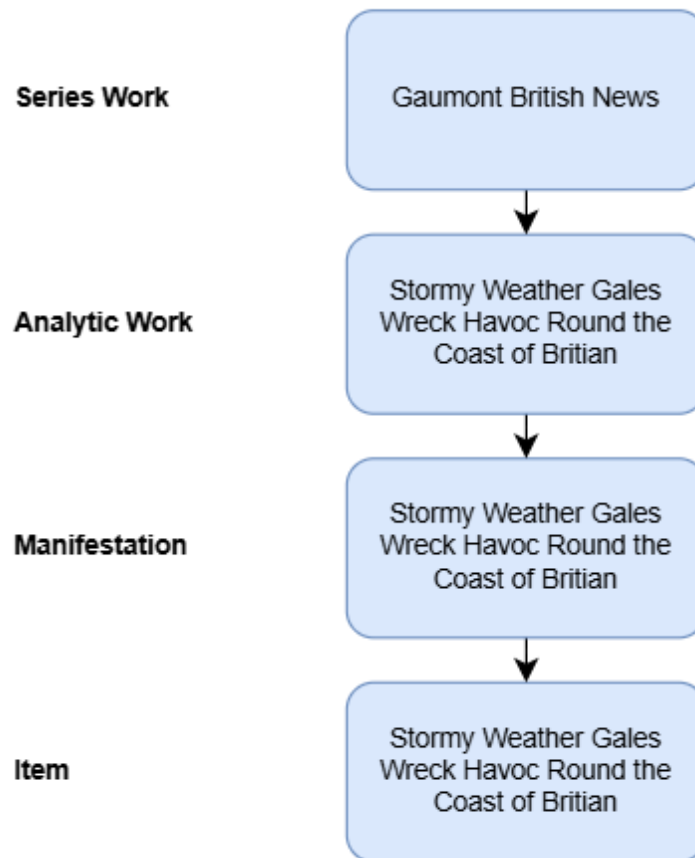 Series Work
Gaumont British News
Analytic Work
Stormy Weather Gales
Wreck Havoc Round the
Coast of Britian
Manifestation
Stormy Weather Gales
Wreck Havoc Round the
Coast of Britian
Item
Stormy Weather Gales
Wreck Havoc Round the
Coast of Britian